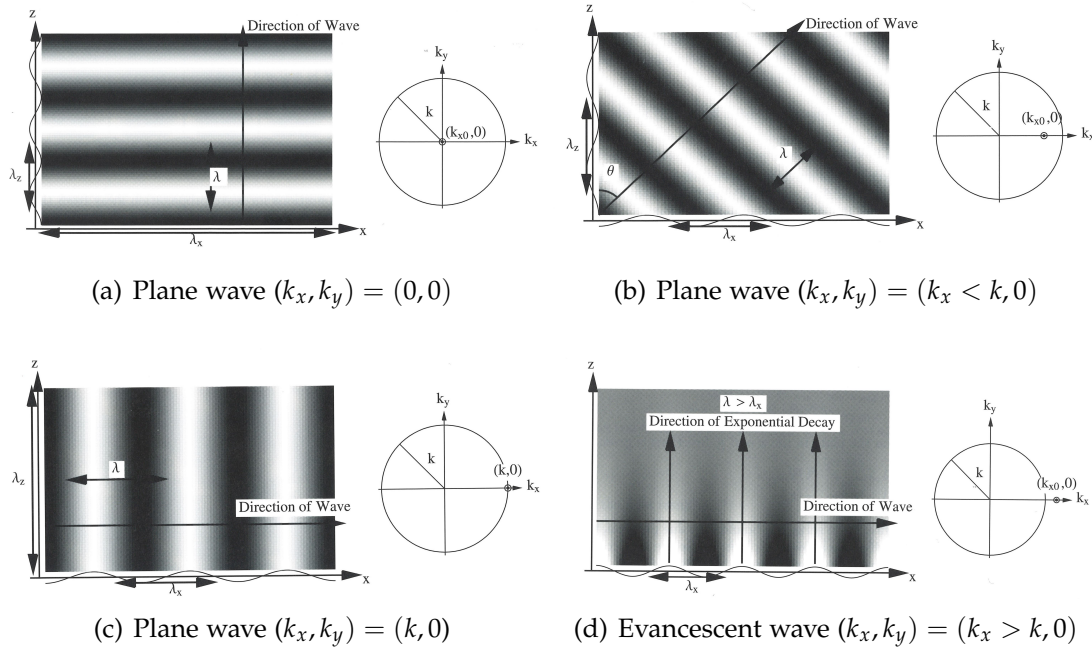 z
Direction of Wave
k_y
k
(k_{x0},0)
k_x
λ
λ_z
x
λ_x
(a) Plane wave (k_x, k_y) = (0, 0)
z
Direction of Wave
k_y
k
(k_{x0},0)
k_x
λ
λ_z
θ
x
λ_x
(b) Plane wave (k_x, k_y) = (k_x < k, 0)
z
k_y
k
(k,0)
k_x
λ
λ_z
Direction of Wave
x
λ_x
(c) Plane wave (k_x, k_y) = (k, 0)
z
λ > λ_x
Direction of Exponential Decay
k_y
k
(k_{x0},0)
k_x
Direction of Wave
x
λ_x
(d) Evanescent wave (k_x, k_y) = (k_x > k, 0)